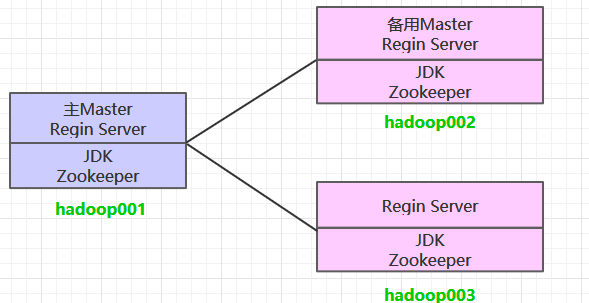 主Master
Regin Server
JDK
Zookeeper
hadoop001
备用Master
Regin Server
JDK
Zookeeper
hadoop002
Regin Server
JDK
Zookeeper
hadoop003